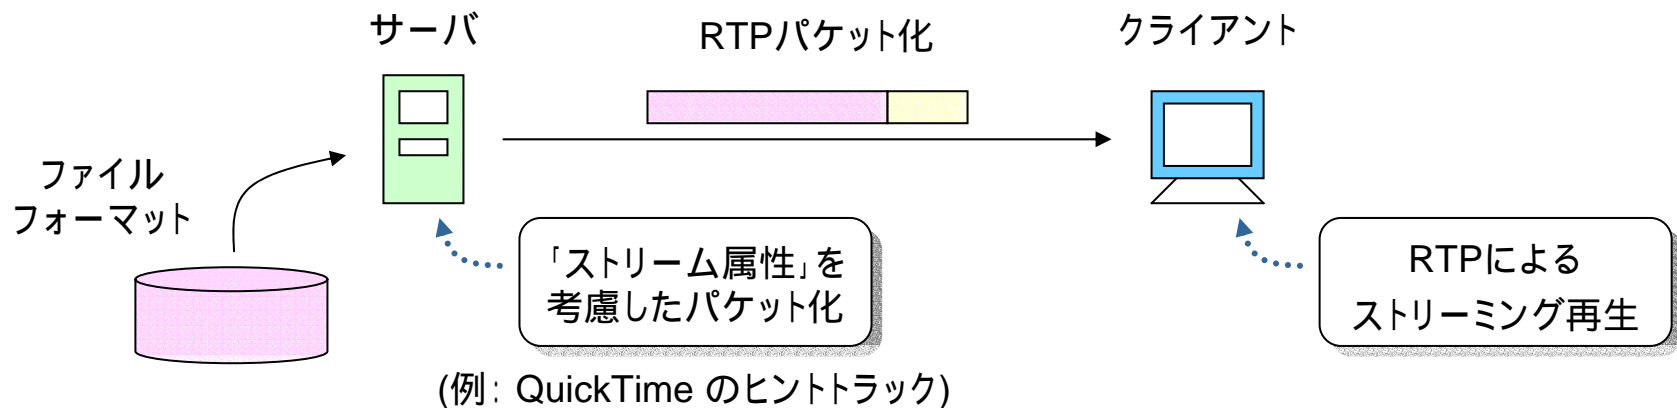 サーバ
RTPパケット化
クライアント
ファイル
フォーマット
「ストリーム属性」を
考慮したパケット化
RTPによる
ストリーミング再生
(例: QuickTime のヒントトラック)